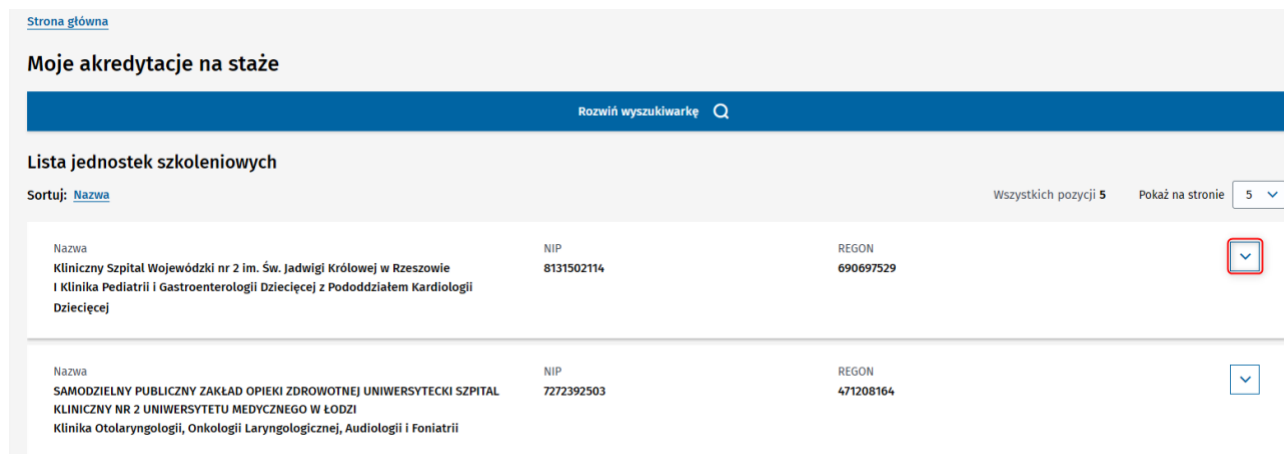 Strona główna
Moje akredytacje na staże
Rozwiń wyszukiwarkę
Lista jednostek szkoleniowych
Sortuj: Nazwa
Wszystkich pozycji 5 Pokaż na stronie 5
Nazwa NIP REGON
Kliniczny Szpital Wojewódzki nr 2 im. Św. Jadwigi Królowej w Rzeszowie 8131502114 690697529
I Klinika Pediatrii i Gastroenterologii Dziecięcej z Pododdziałem Kardiologii
Dziecięcej
Nazwa NIP REGON
SAMODZIELNY PUBLICZNY ZAKŁAD OPIEKI ZDROWOTNEJ UNIWERSYTECKI SZPITAL 7272392503 471208164
KLINICZNY NR 2 UNIWERSYTETU MEDYCZNEGO W ŁODZI
Klinika Otolaryngologii, Onkologii Laryngologicznej, Audiologii i Foniatrii